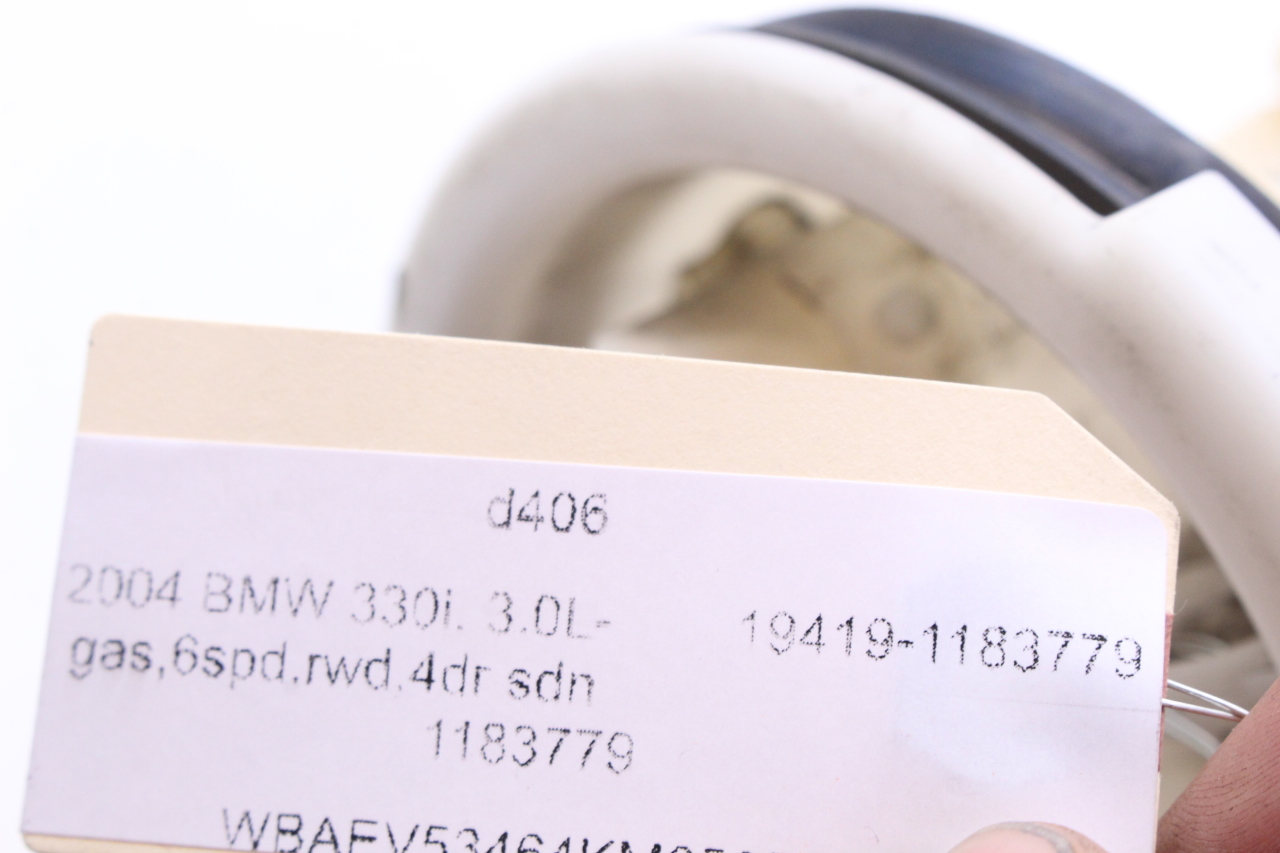 d406
2004 BMW 330i. 3.0L-
gas,6spd.rwd.4dr sdn
19419-1183779
1183779